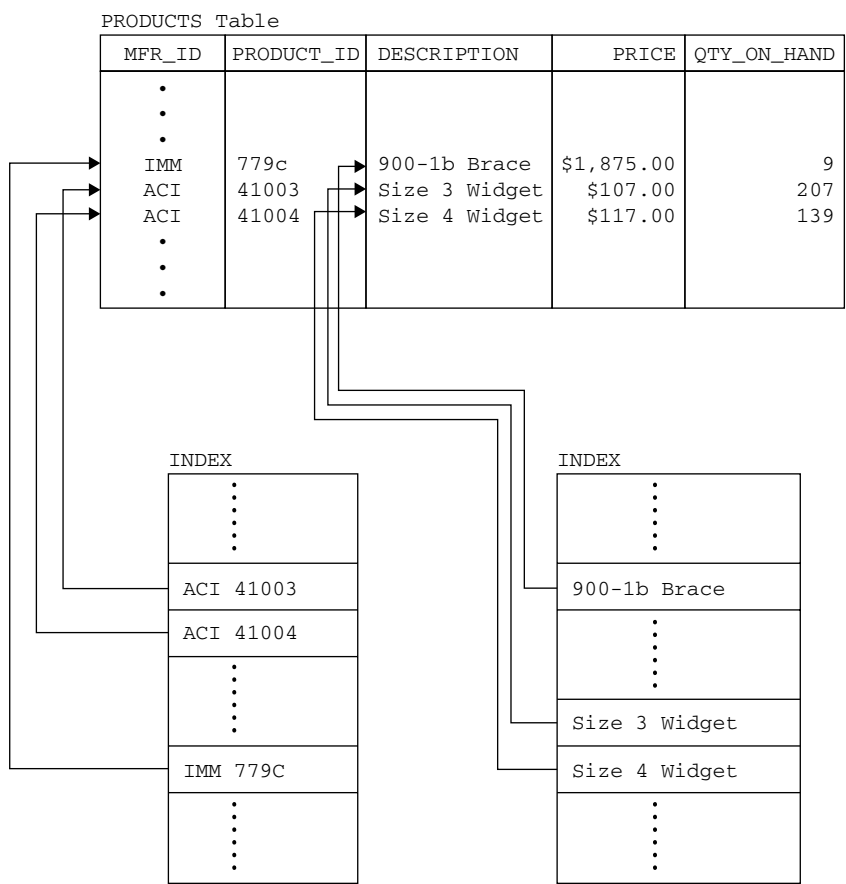 PRODUCTS Table
MFR_ID PRODUCT_ID DESCRIPTION PRICE QTY_ON_HAND
IMM 779c 900-1b Brace $1,875.00 9
ACI 41003 Size 3 Widget $107.00 207
ACI 41004 Size 4 Widget $117.00 139
INDEX
ACI 41003
ACI 41004
IMM 779C
INDEX
900-1b Brace
Size 3 Widget
Size 4 Widget